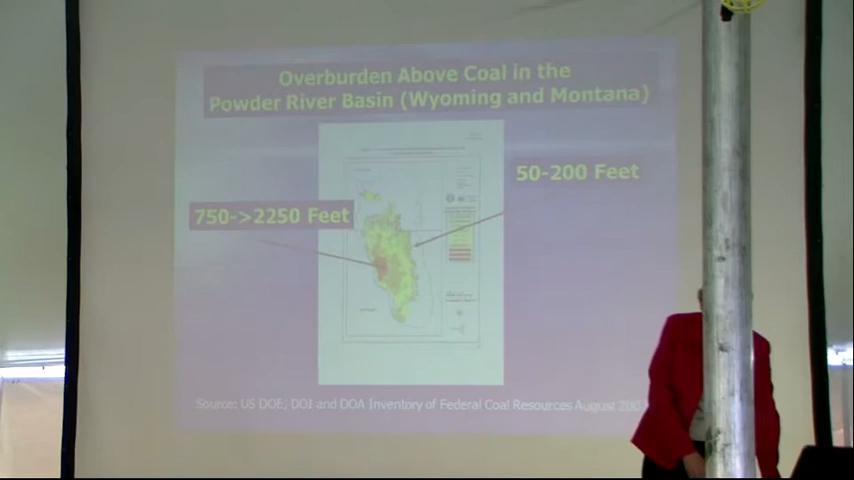 Overburden Above Coal in the
Powder River Basin (Wyoming and Montana)
50-200 Feet
750->2250 Feet
Source: US DOE, DOI and DOA Inventory of Federal Coal Resources August